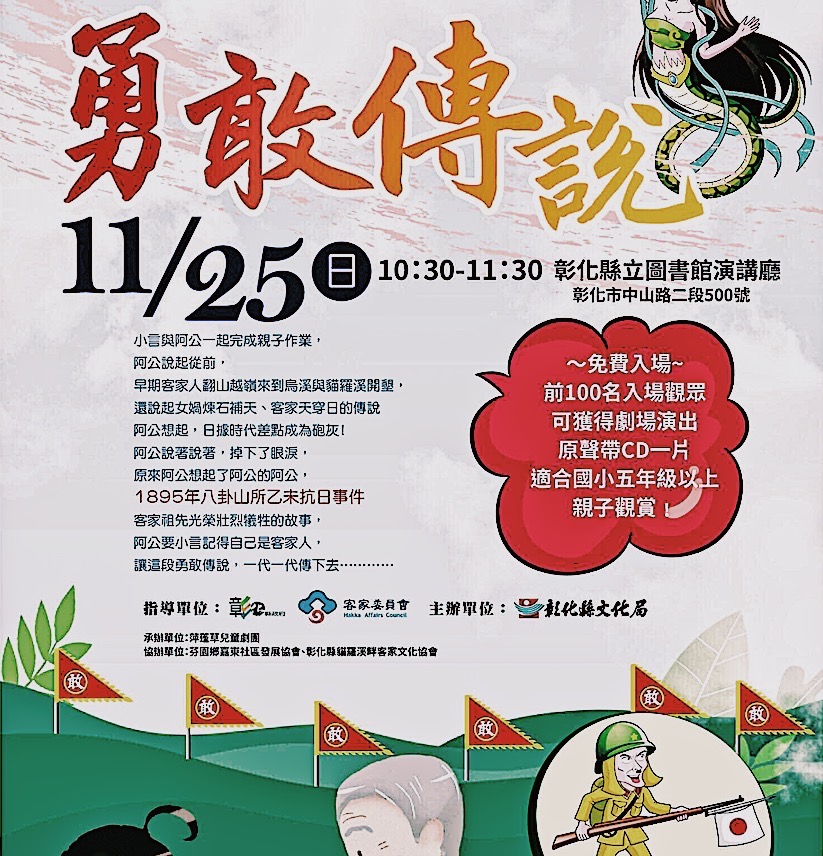 勇敢傳說
11/25 日 10：30-11：30 彰化縣立圖書館演講廳
彰化市中山路二段500號
小言與阿公一起完成親子作業，
阿公說起從前，
早期客家人翻山越嶺來到烏溪與貓羅溪開墾，
還說起女媧煉石補天、客家天穿日的傳說
阿公想起，日據時代差點成為砲灰！
阿公說著說著，掉下了眼淚，
原來阿公想起了阿公的阿公，
1895年八卦山所乙未抗日事件
客家祖先光榮壯烈犧牲的故事，
阿公要小言記得自己是客家人，
讓這段勇敢傳說，一代一代傳下去…………
～免費入場~
前100名入場觀眾
可獲得劇場演出
原聲帶CD一片
適合國小五年級以上
親子觀賞！
指導單位： 客家委員會 Hakka Affairs Council 主辦單位： 彰化縣文化局
承辦單位：萍蓬草兒童劇團
協辦單位：芬園鄉嘉東社區發展協會、彰化縣貓羅溪畔客家文化協會
敢
敢
敢
敢
敢
敢